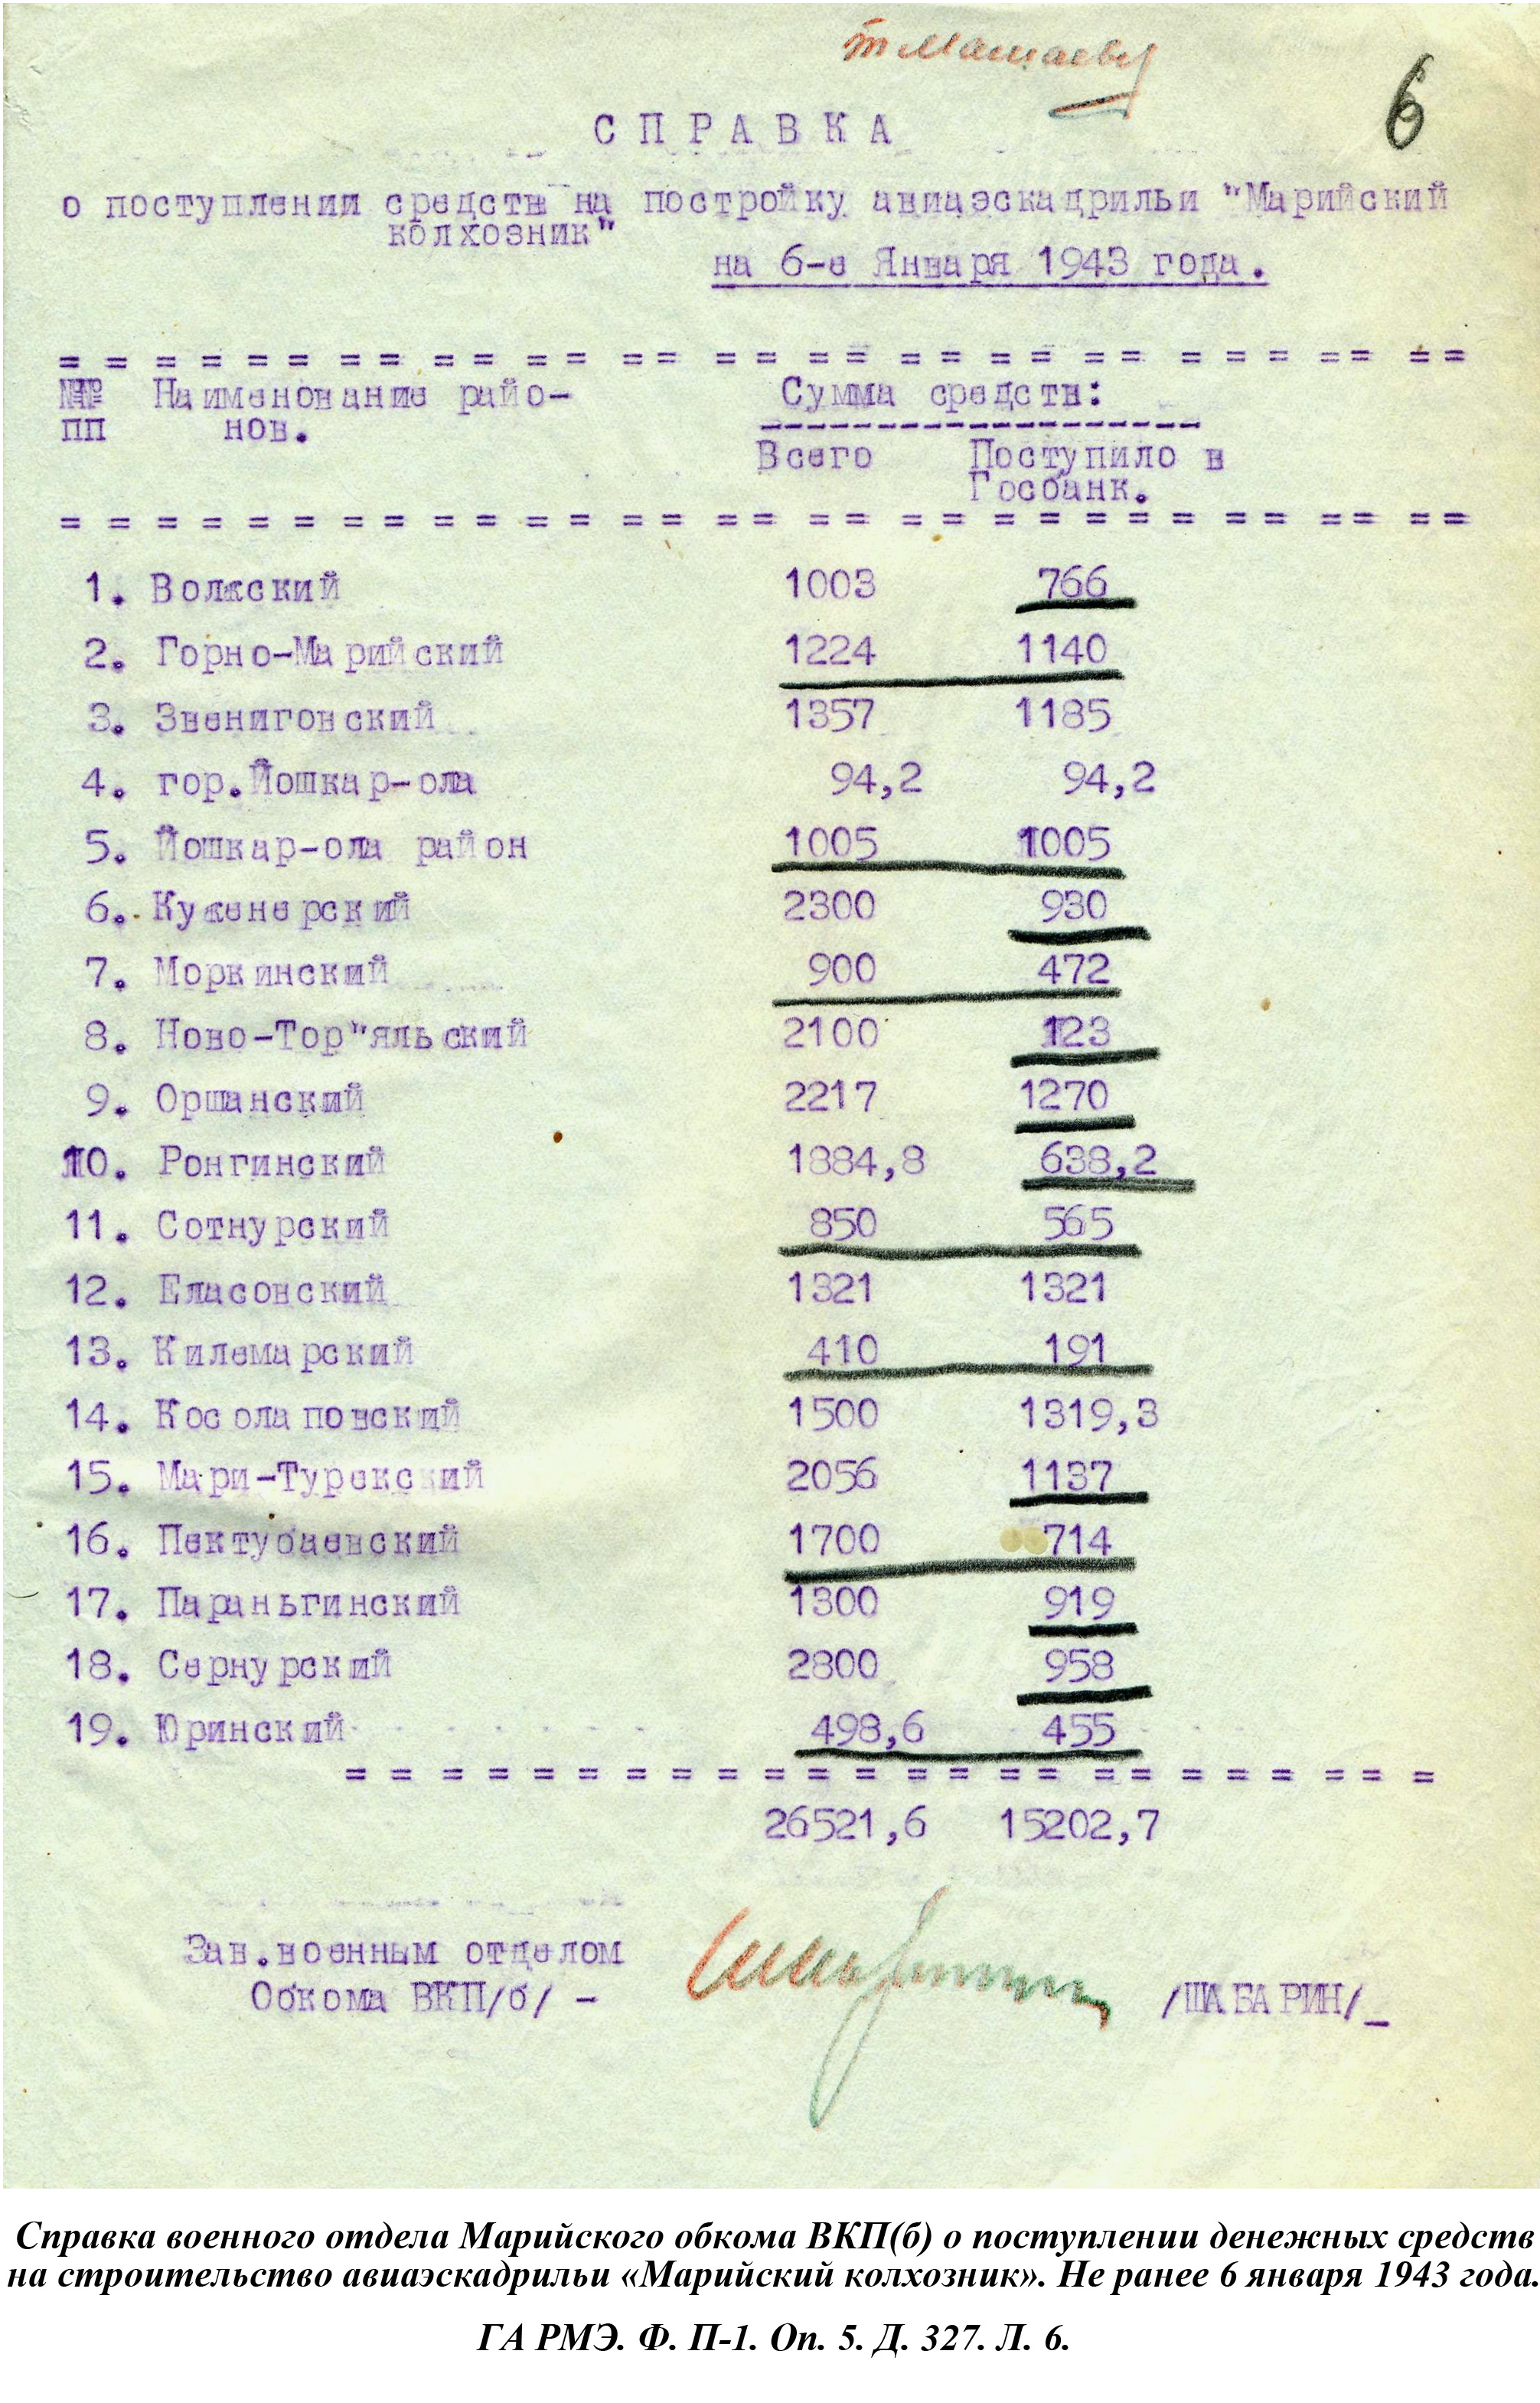 т Машаеву
6
СПРАВКА
о поступлении средств на постройку авиаэскадрильи "Марийский
колхозник"
на 6-е Января 1943 года.
№№ Наименование райо- Сумма средств:
пп нов.
Всего Поступило в
Госбанк.
1. Волжский 1003 766
2. Горно-Марийский 1224 1140
3. Звениговский 1357 1185
4. гор.Йошкар-ола 94,2 94,2
5. Йошкар-ола район 1005 1005
6. Куженерский 2300 930
7. Моркинский 900 472
8. Ново-Тор"яльский 2100 123
9. Оршанский 2217 1270
10. Ронгинский 1884,8 638,2
11. Сотнурский 850 565
12. Еласовский 1321 1321
13. Килемарский 410 191
14. Косолаповский 1500 1319,3
15. Мари-Турекский 2056 1137
16. Пектубаевский 1700 714
17. Параньгинский 1300 919
18. Сернурский 2800 958
19. Юринский 498,6 455
26521,6 15202,7
Зав.военным отделом
Обкома ВКП/б/ - /ШАБАРИН/_
Справка военного отдела Марийского обкома ВКП(б) о поступлении денежных средств
на строительство авиаэскадрильи «Марийский колхозник». Не ранее 6 января 1943 года.
ГА РМЭ. Ф. П-1. Оп. 5. Д. 327. Л. 6.